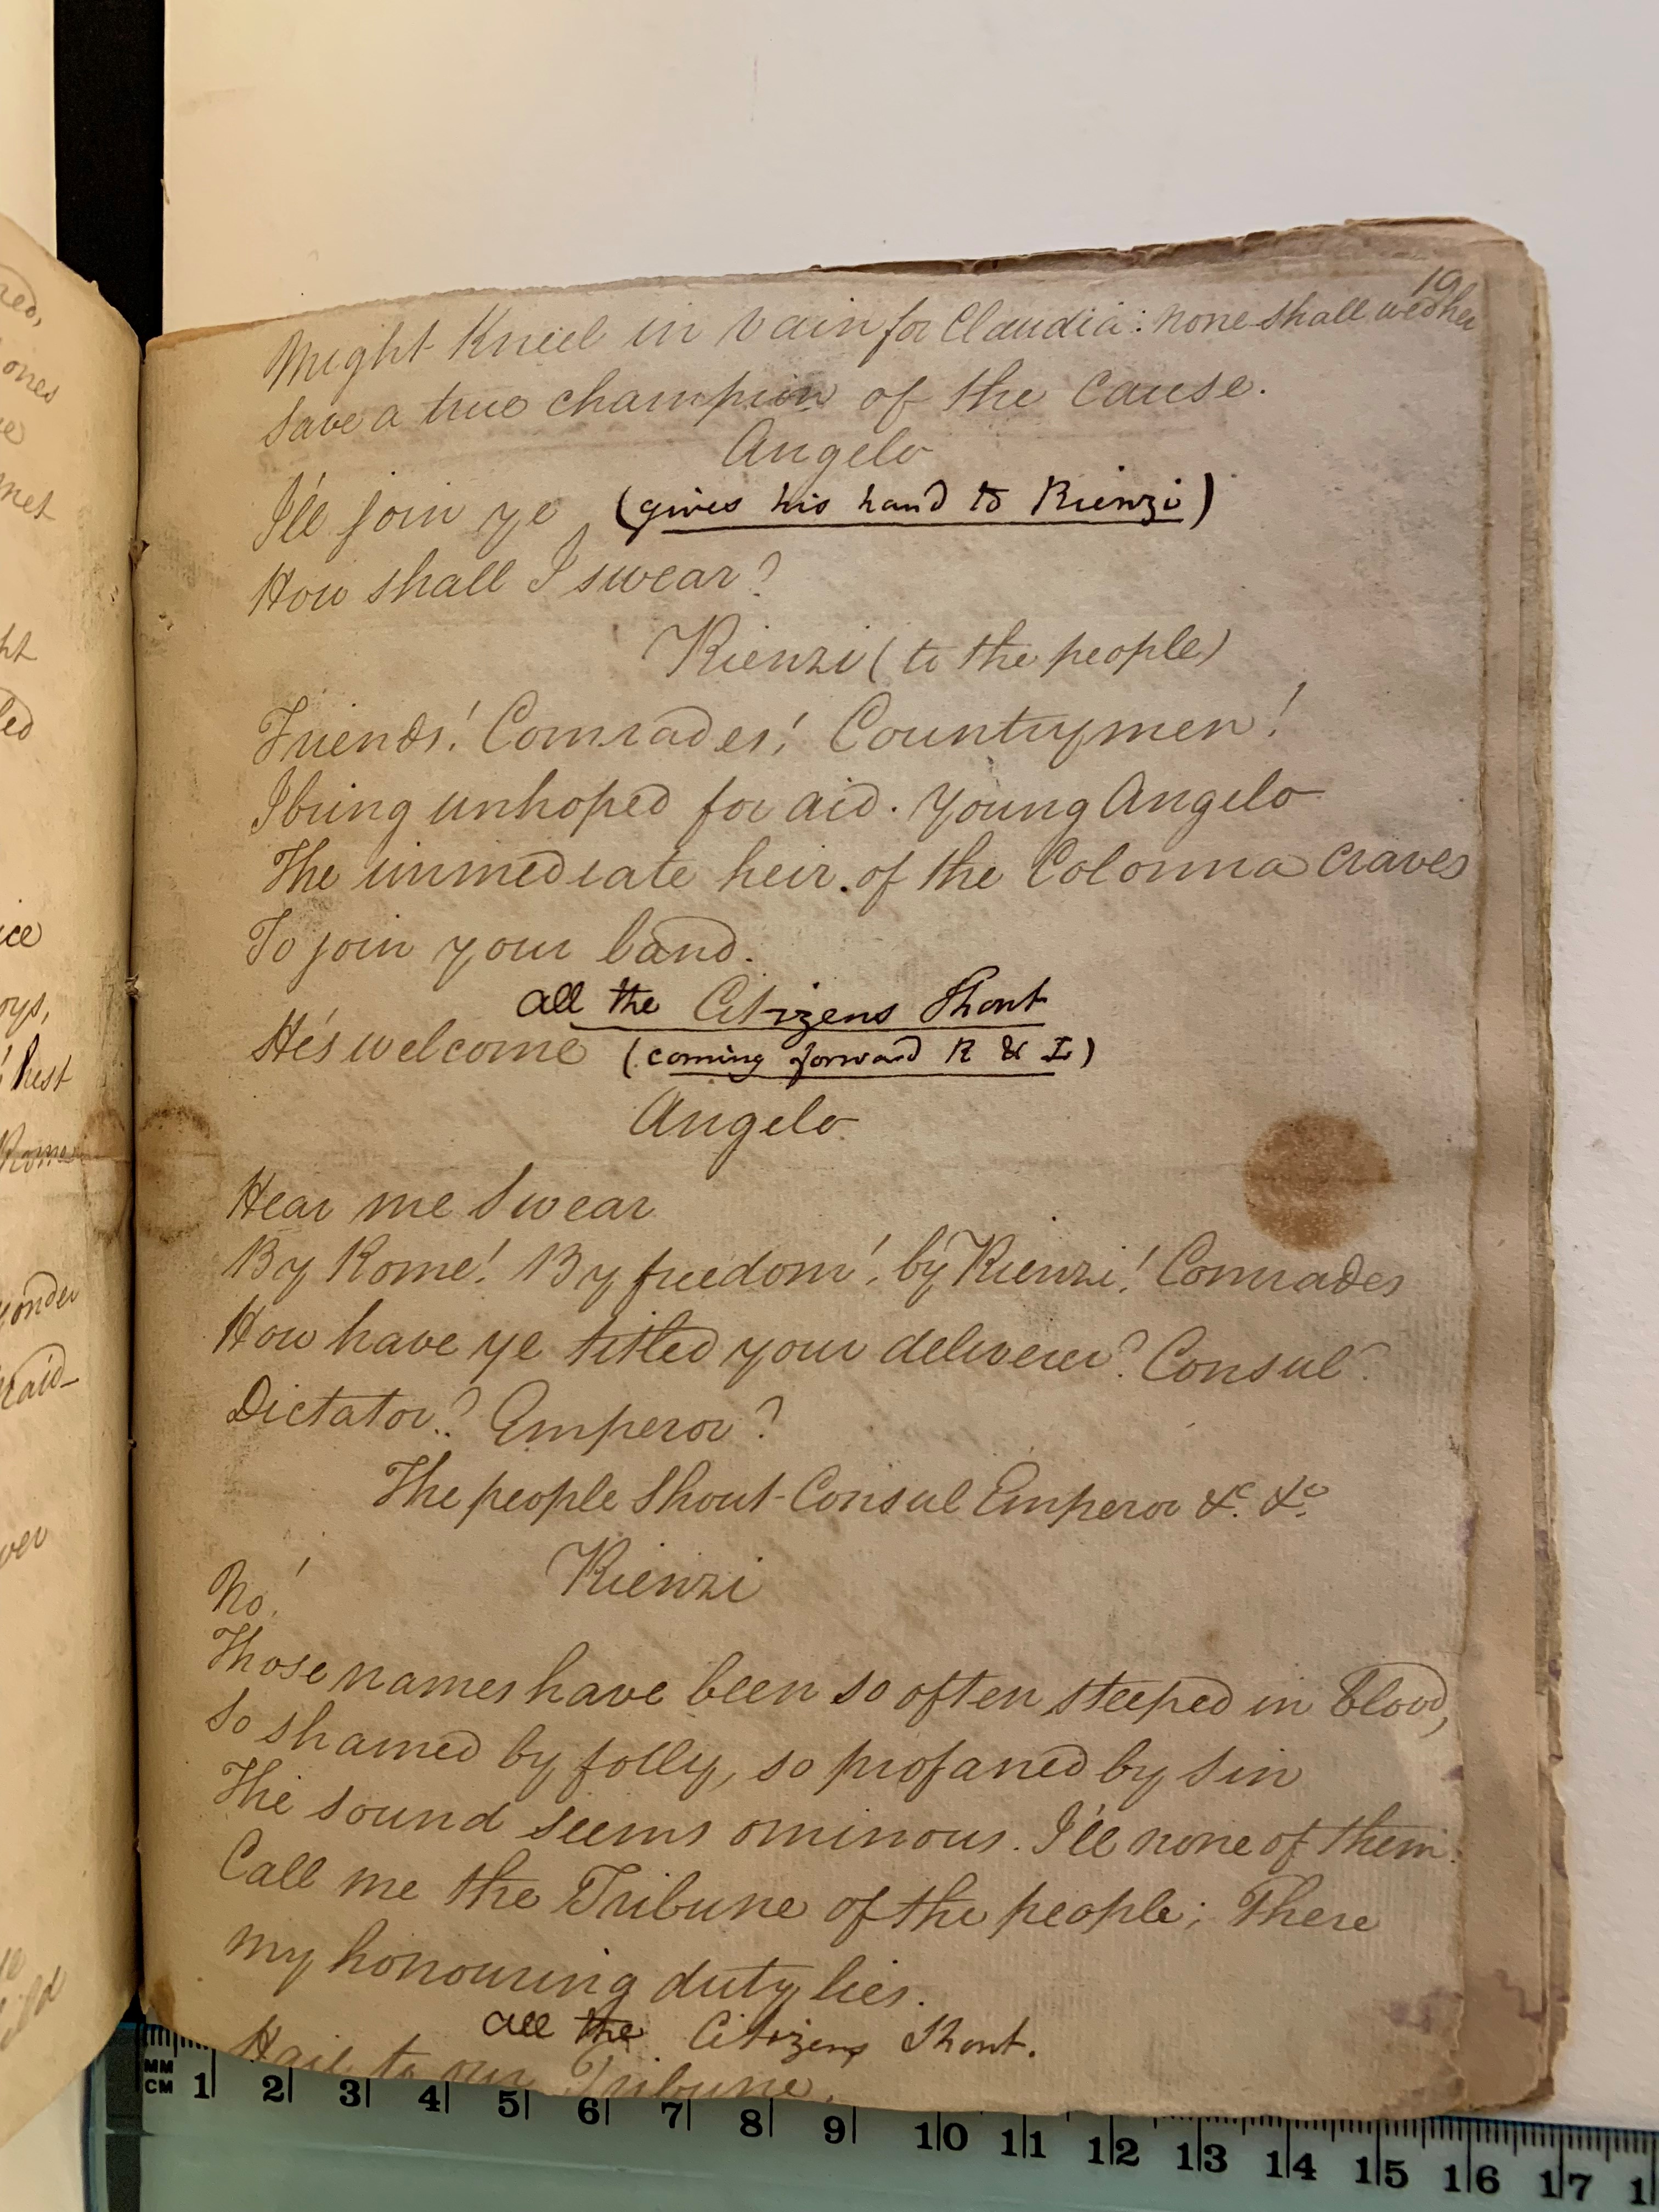 19
Might Kneel in vain for Claudia: none shall wed her
Save a true champion of the Cause.
Angelo
I'll join ye (gives his hand to Rienzi)
How shall I swear?
Rienzi (to the people)
Friends! Comrades! Countrymen!
I bring unhoped for aid. Young Angelo
The immediate heir of the Colonna craves
To join your band.
All the Citizens Shout
He's welcome (coming forward R & L)
Angelo
Hear me Swear
By Rome! By freedom! by Rienzi! Comrades
How have ye titled your deliverer? Consul?
Dictator? Emperor?
The people Shout-Consul Emperor &c. &c.
Rienzi
No!
Those names have been so often steeped in blood,
So shamed by folly, so profaned by Sin
The sound seems ominous. I'll none of them.
Call me the Tribune of the people; There
My honouring duty lies.
All the Citizens Shout.
Hail to our Tribune.
ones
met
ice
best
Rome
yonder
MM
CM 1 2 3 4 5 6 7 8 9 10 11 12 13 14 15 16 17